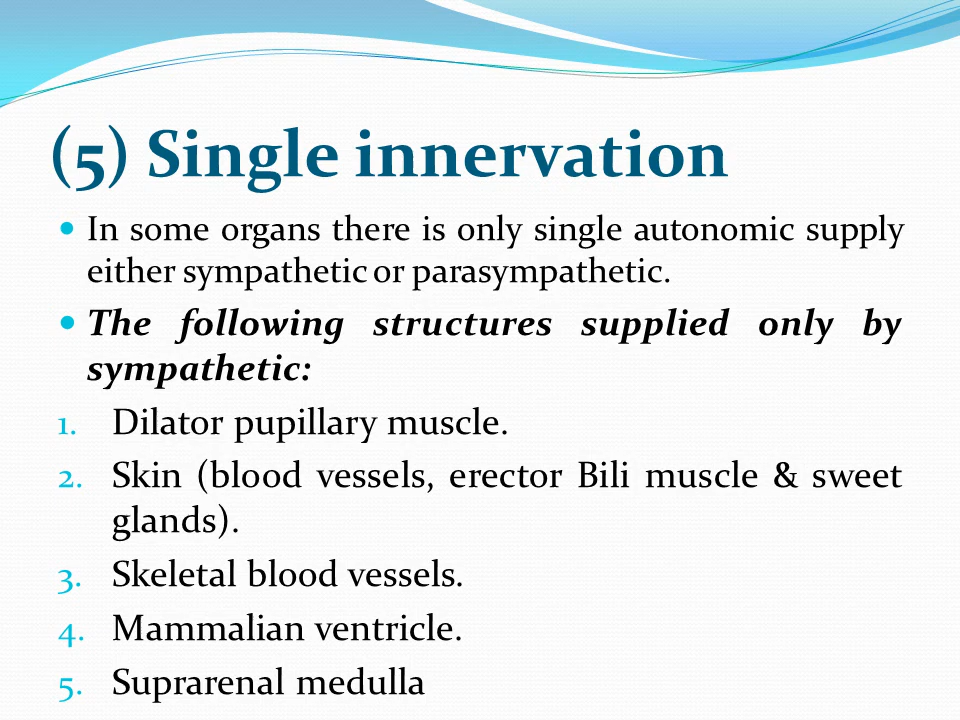 (5) Single innervation
• In some organs there is only single autonomic supply
either sympathetic or parasympathetic.
• The following structures supplied only by
sympathetic:
1. Dilator pupillary muscle.
2. Skin (blood vessels, erector Bili muscle & sweet
glands).
3. Skeletal blood vessels.
4. Mammalian ventricle.
5. Suprarenal medulla